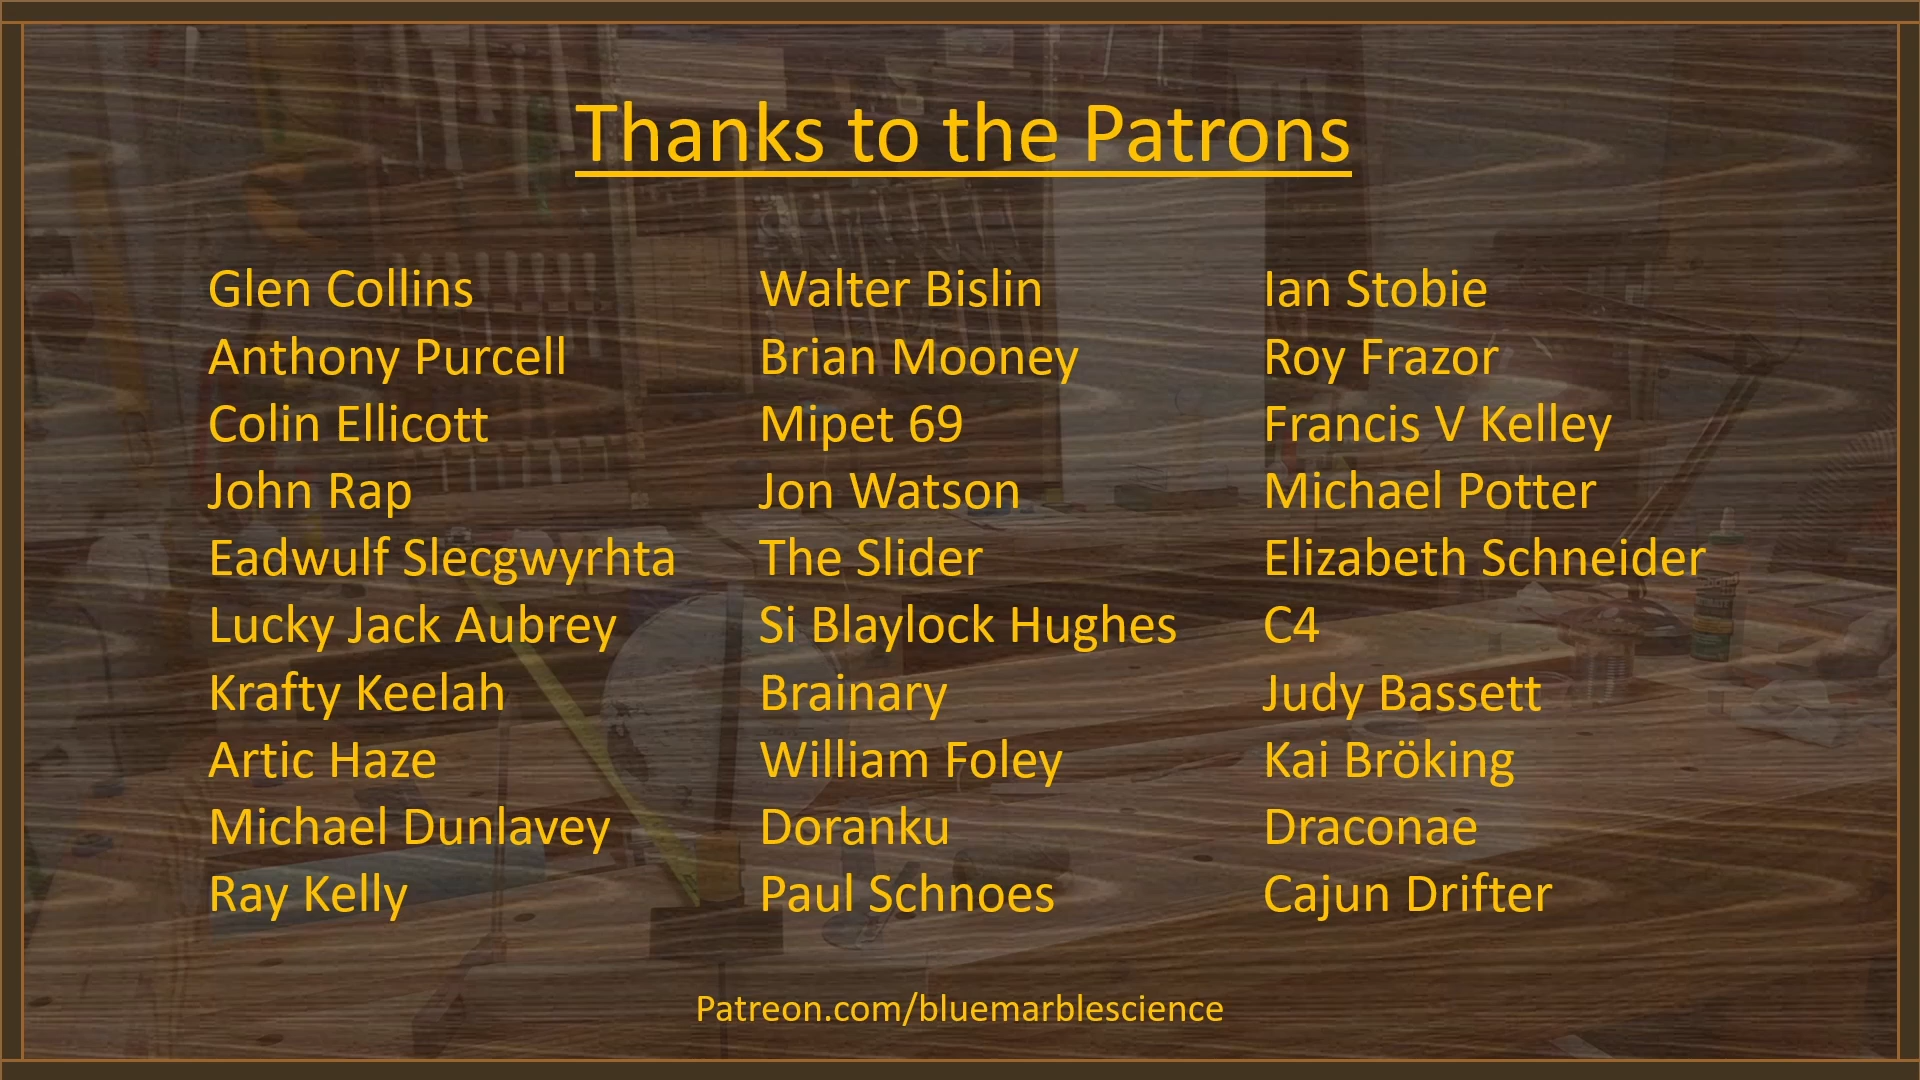 Thanks to the Patrons
Glen Collins
Anthony Purcell
Colin Ellicott
John Rap
Eadwulf Slecgwyrhta
Lucky Jack Aubrey
Krafty Keelah
Artic Haze
Michael Dunlavey
Ray Kelly
Walter Bislin
Brian Mooney
Mipet 69
Jon Watson
The Slider
Si Blaylock Hughes
Brainary
William Foley
Doranku
Paul Schnoes
Ian Stobie
Roy Frazor
Francis V Kelley
Michael Potter
Elizabeth Schneider
C4
Judy Bassett
Kai Bröking
Draconae
Cajun Drifter
Patreon.com/bluemarblescience